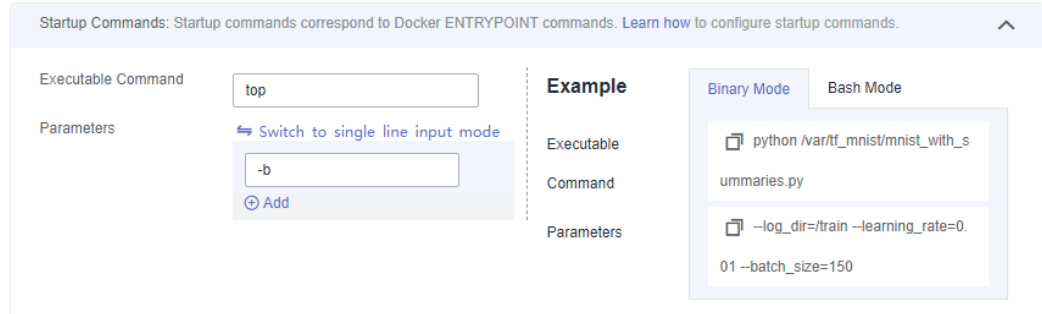 Startup Commands: Startup commands correspond to Docker ENTRYPOINT commands. Learn how to configure startup commands.
Executable Command
top
Parameters
Switch to single line input mode
-b
Add
Example
Binary Mode
Bash Mode
Executable
Command
python /var/tf_mnist/mnist_with_s
ummaries.py
Parameters
--log_dir=/train --learning_rate=0.
01 --batch_size=150